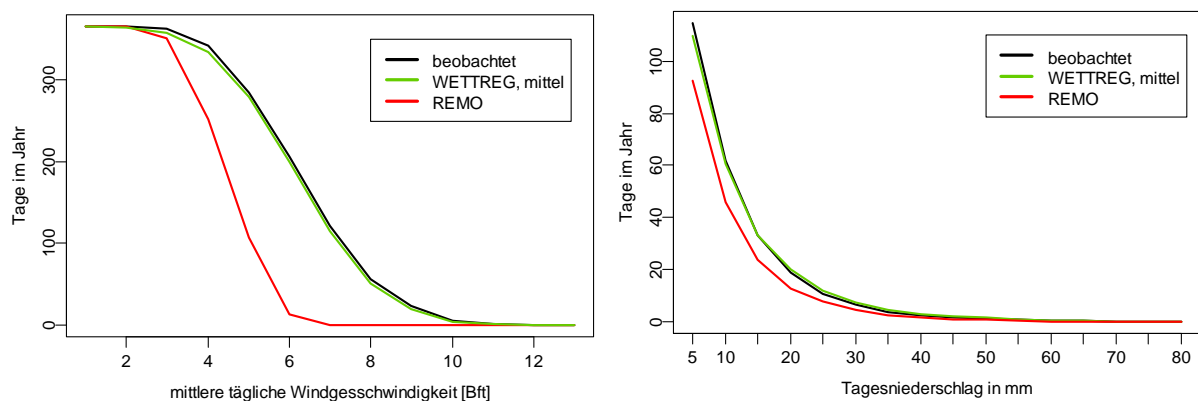 Tage im Jahr
300
200
100
0
2
4
6
8
10
12
mittlere tägliche Windgesschwindigkeit [Bft]
beobachtet
WETTREG, mittel
REMO
Tage im Jahr
100
80
60
40
20
0
5
10
20
30
40
50
60
70
80
Tagesniederschlag in mm
beobachtet
WETTREG, mittel
REMO